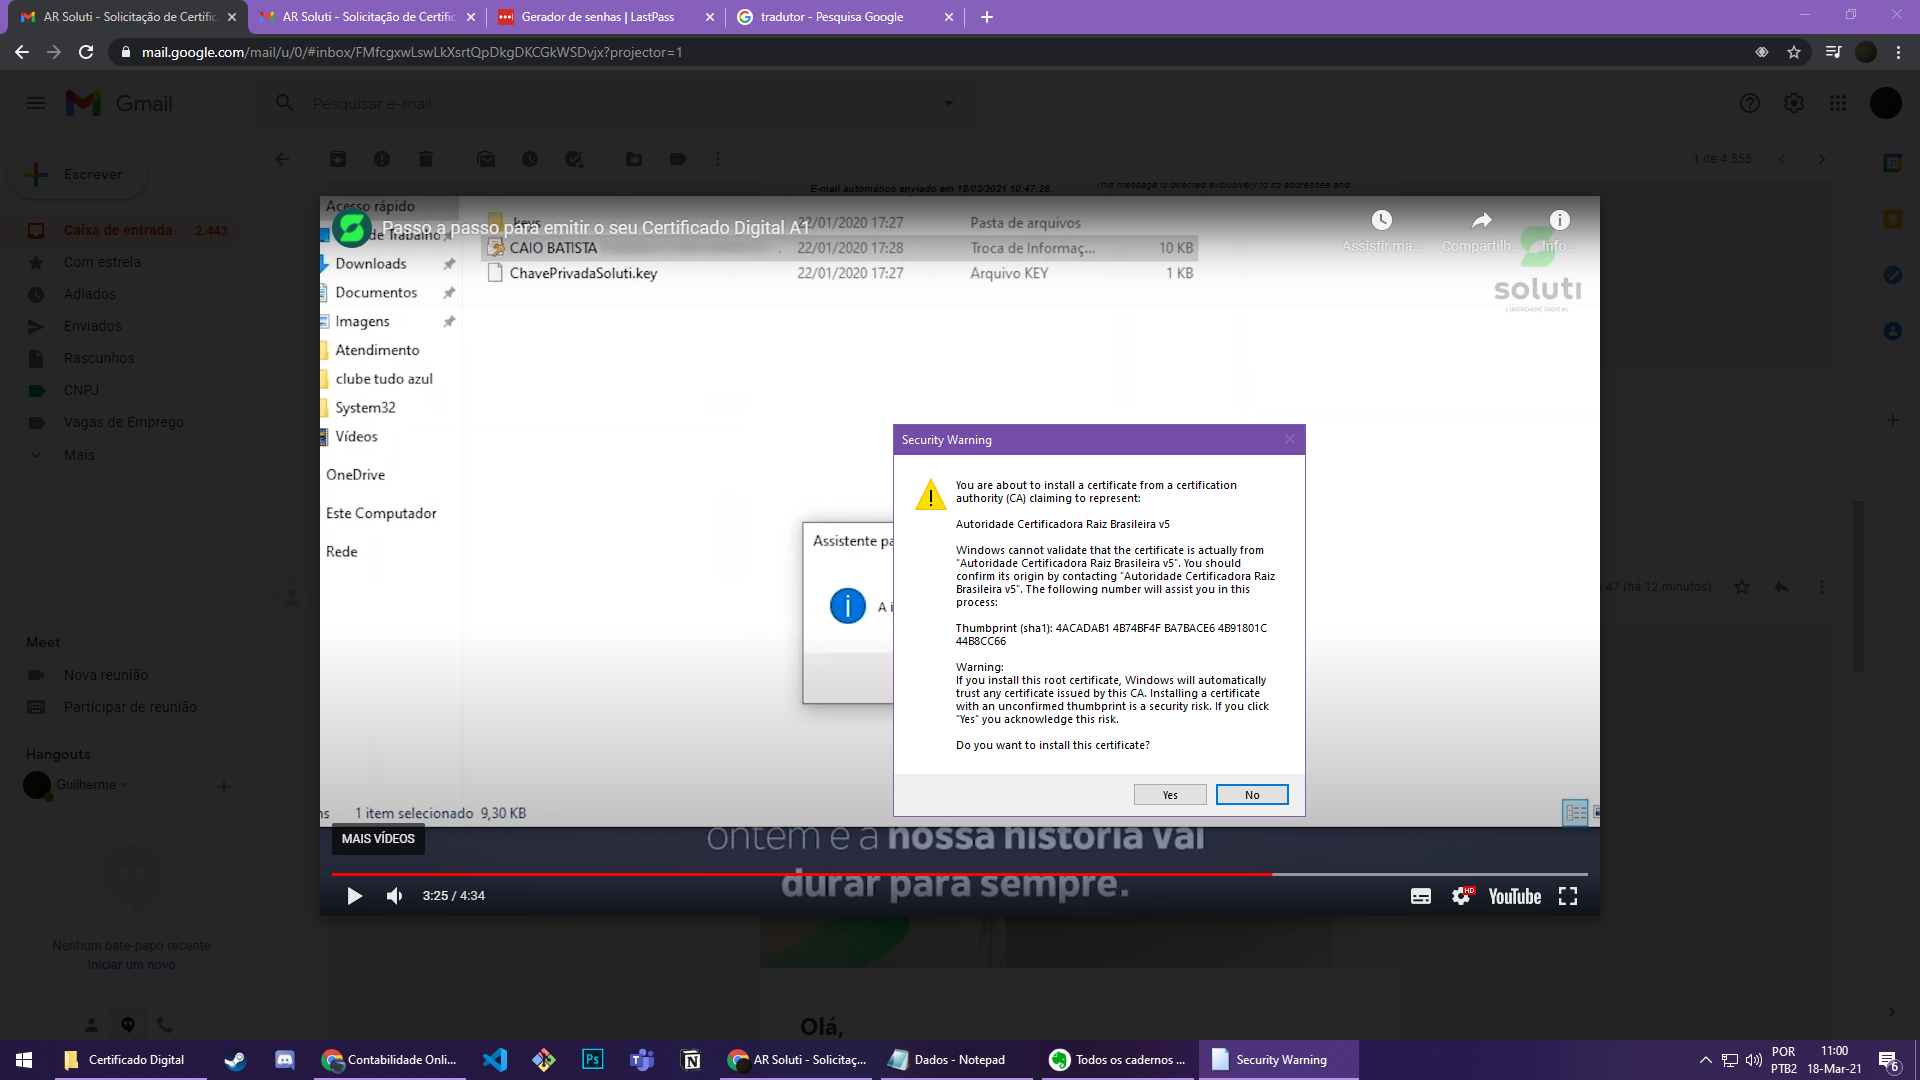 AR Soluti - Solicitação de Certific
AR Soluti - Solicitação de Certific
Gerador de senhas | LastPass
tradutor - Pesquisa Google
mail.google.com/mail/u/0/#inbox/FMfcgxwLswLkXsrtQpDkgDKCGkWSDvjx?projector=1
Gmail
Pesquisar e-mail
1 de 4.555
Escrever
Caixa de entrada 2.443
Com estrela
Adiados
Enviados
Rascunhos
CNPJ
Vagas de Emprego
Mais
Meet
Nova reunião
Participar de reunião
Hangouts
Guilherme
Nenhum bate-papo recente
Iniciar um novo
E-mail automático enviado em 18/03/2021 10:47:28.
This message is directed exclusively to its addressee and
:47 (há 12 minutos)
Passo a passo para emitir o seu Certificado Digital A1
Assistir ma...
Compartilh...
Info...
soluti
LIBERDADE DIGITAL
Acesso rápido
de Trabalho
Downloads
Documentos
Imagens
Atendimento
clube tudo azul
System32
Vídeos
OneDrive
Este Computador
Rede
keys 22/01/2020 17:27 Pasta de arquivos
CAIO BATISTA 22/01/2020 17:28 Troca de Informaç... 10 KB
ChavePrivadaSoluti.key 22/01/2020 17:27 Arquivo KEY 1 KB
Assistente pa
A i
Security Warning
You are about to install a certificate from a certification
authority (CA) claiming to represent:
Autoridade Certificadora Raiz Brasileira v5
Windows cannot validate that the certificate is actually from
"Autoridade Certificadora Raiz Brasileira v5". You should
confirm its origin by contacting "Autoridade Certificadora Raiz
Brasileira v5". The following number will assist you in this
process:
Thumbprint (sha1): 4ACADAB1 4B74BF4F BA7BACE6 4B91801C
44B8CC66
Warning:
If you install this root certificate, Windows will automatically
trust any certificate issued by this CA. Installing a certificate
with an unconfirmed thumbprint is a security risk. If you click
"Yes" you acknowledge this risk.
Do you want to install this certificate?
Yes
No
ns 1 item selecionado 9,30 KB
MAIS VÍDEOS
ontem e a nossa história vai
durar para sempre.
3:25 / 4:34
HD
YouTube
Olá,
Certificado Digital
Contabilidade Onli...
Ps
AR Soluti - Solicitaç...
Dados - Notepad
Todos os cadernos ...
Security Warning
POR
PTB2
11:00
18-Mar-21
6